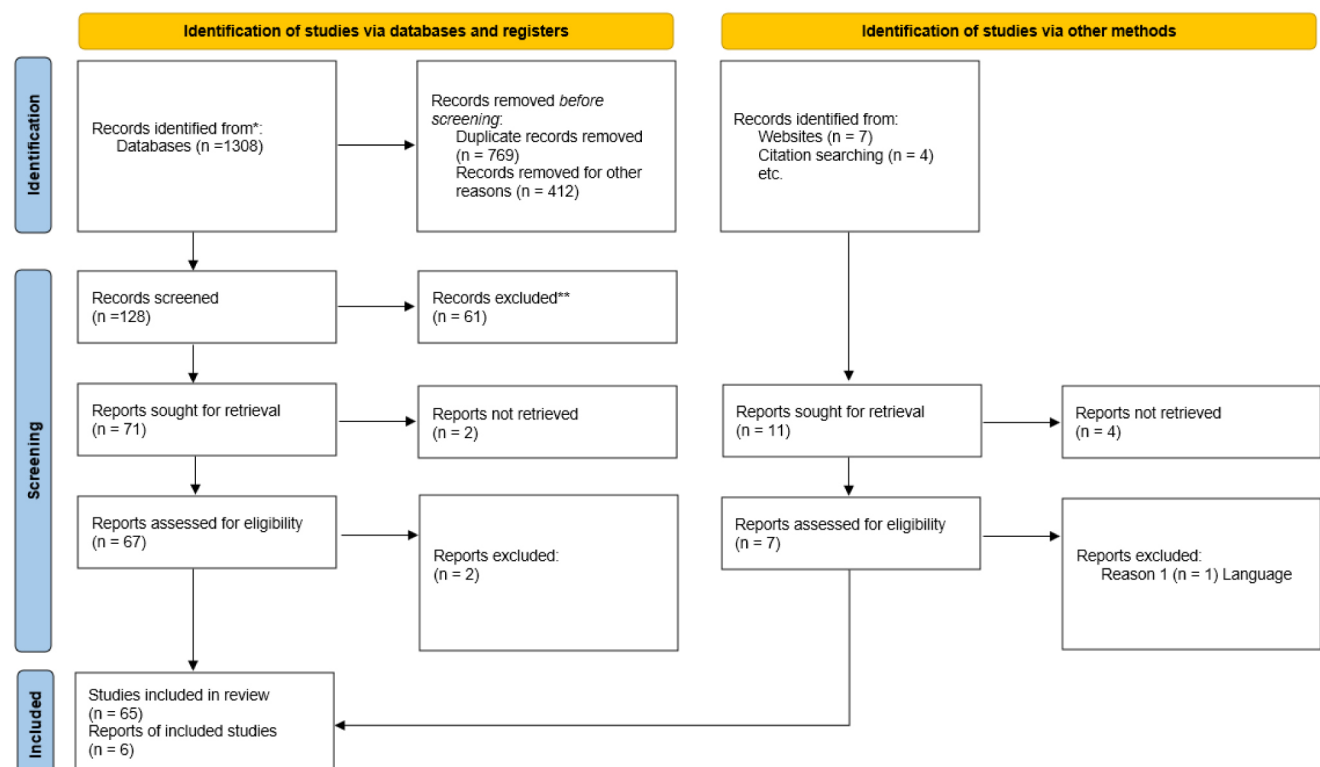 Identification of studies via databases and registers
Identification of studies via other methods
Identification
Records identified from*:
Databases (n =1308)
Records removed before
screening:
Duplicate records removed
(n = 769)
Records removed for other
reasons (n = 412)
Records identified from:
Websites (n = 7)
Citation searching (n = 4)
etc.
Screening
Records screened
(n =128)
Records excluded**
(n = 61)
Reports sought for retrieval
(n = 71)
Reports not retrieved
(n = 2)
Reports sought for retrieval
(n = 11)
Reports not retrieved
(n = 4)
Reports assessed for eligibility
(n = 67)
Reports excluded:
(n = 2)
Reports assessed for eligibility
(n = 7)
Reports excluded:
Reason 1 (n = 1) Language
Included
Studies included in review
(n = 65)
Reports of included studies
(n = 6)